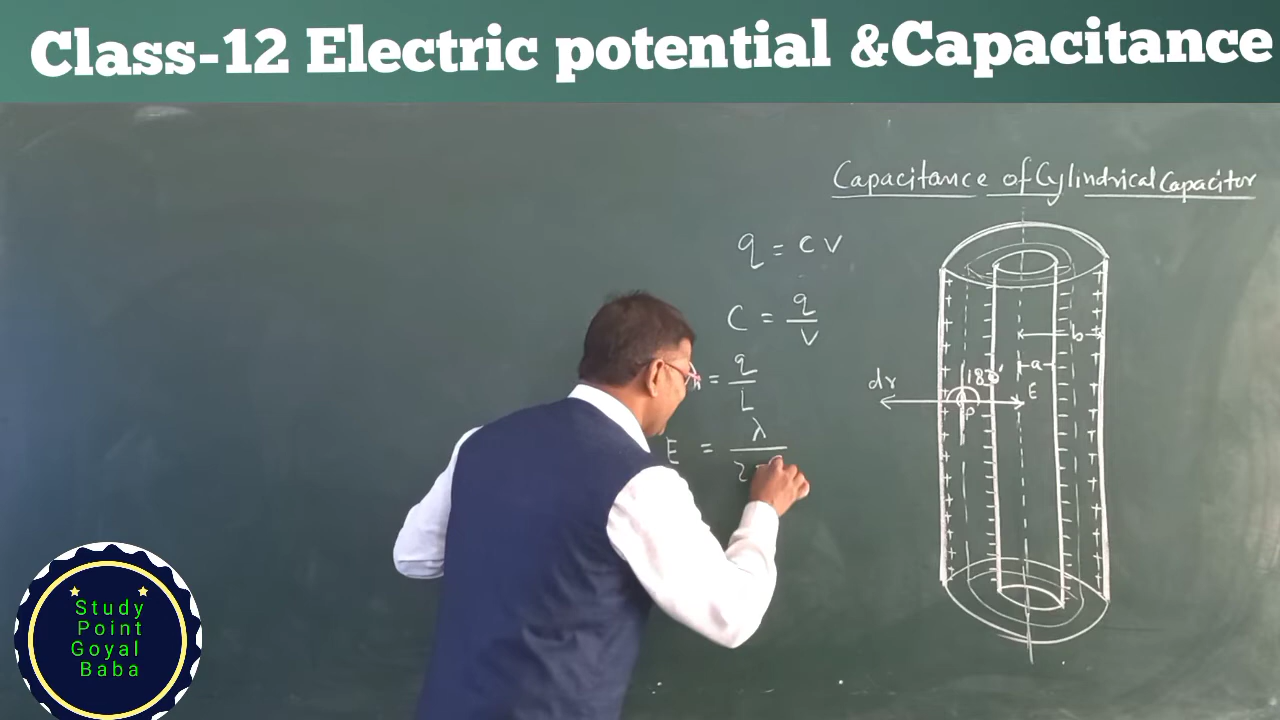 Class-12 Electric potential &Capacitance
Capacitance of Cylindrical Capacitor
q = c v
C = q/V
= q/L
E = λ/2
b
a
180°
dr
E
P
Study
Point
Goyal
Baba